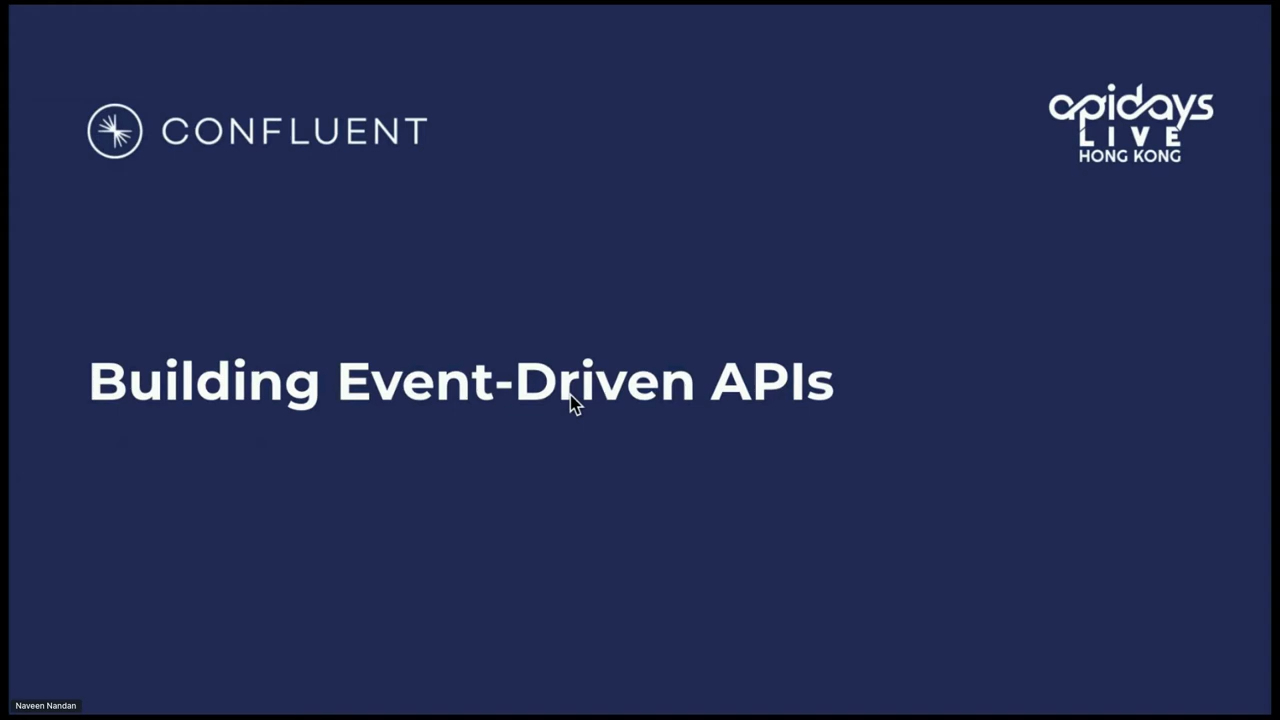 CONFLUENT
apidays
LIVE
HONG KONG
Building Event-Driven APIs
Naveen Nandan